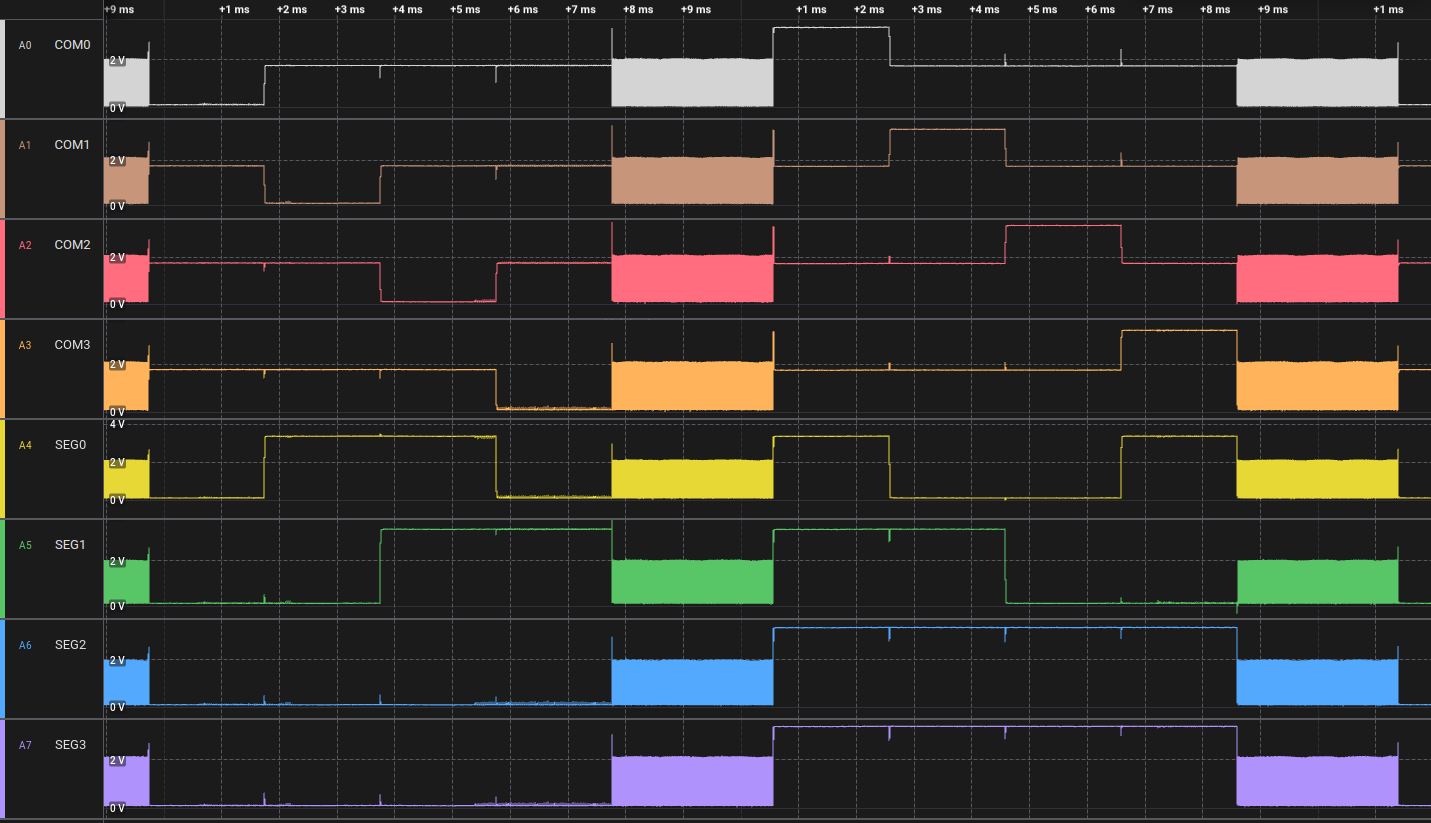 +9 ms +1 ms +2 ms +3 ms +4 ms +5 ms +6 ms +7 ms +8 ms +9 ms +1 ms +2 ms +3 ms +4 ms +5 ms +6 ms +7 ms +8 ms +9 ms +1 ms
A0 COM0 2 V
0 V
A1 COM1 2 V
0 V
A2 COM2 2 V
0 V
A3 COM3 2 V
0 V
4 V
A4 SEG0 2 V
0 V
A5 SEG1 2 V
0 V
A6 SEG2 2 V
0 V
A7 SEG3 2 V
0 V